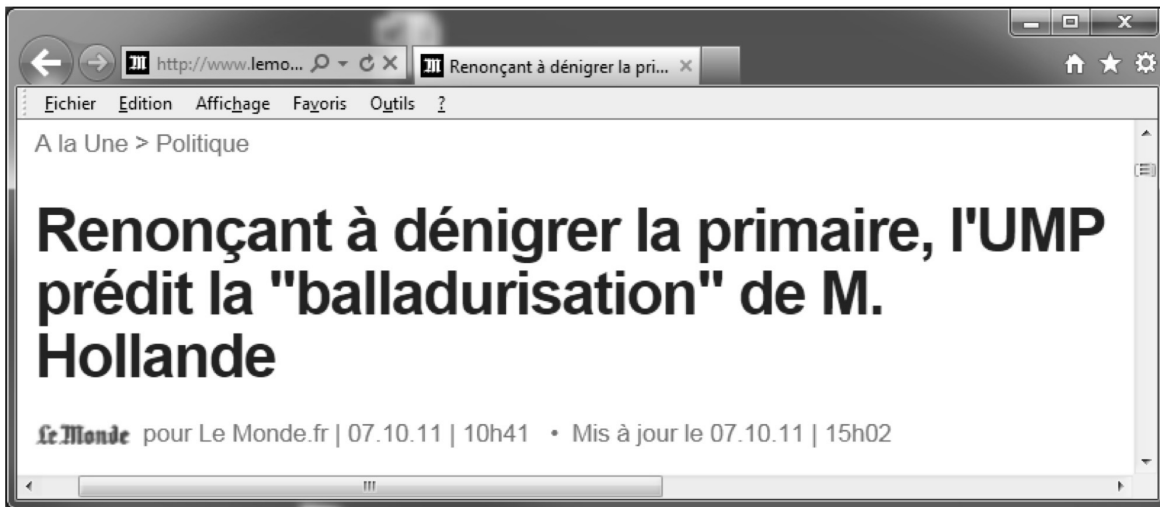 http://www.lemo...
Renonçant à dénigrer la pri...
Fichier Edition Affichage Favoris Outils ?
A la Une > Politique
Renonçant à dénigrer la primaire, l'UMP
prédit la "balladurisation" de M.
Hollande
Le Monde pour Le Monde.fr | 07.10.11 | 10h41 • Mis à jour le 07.10.11 | 15h02